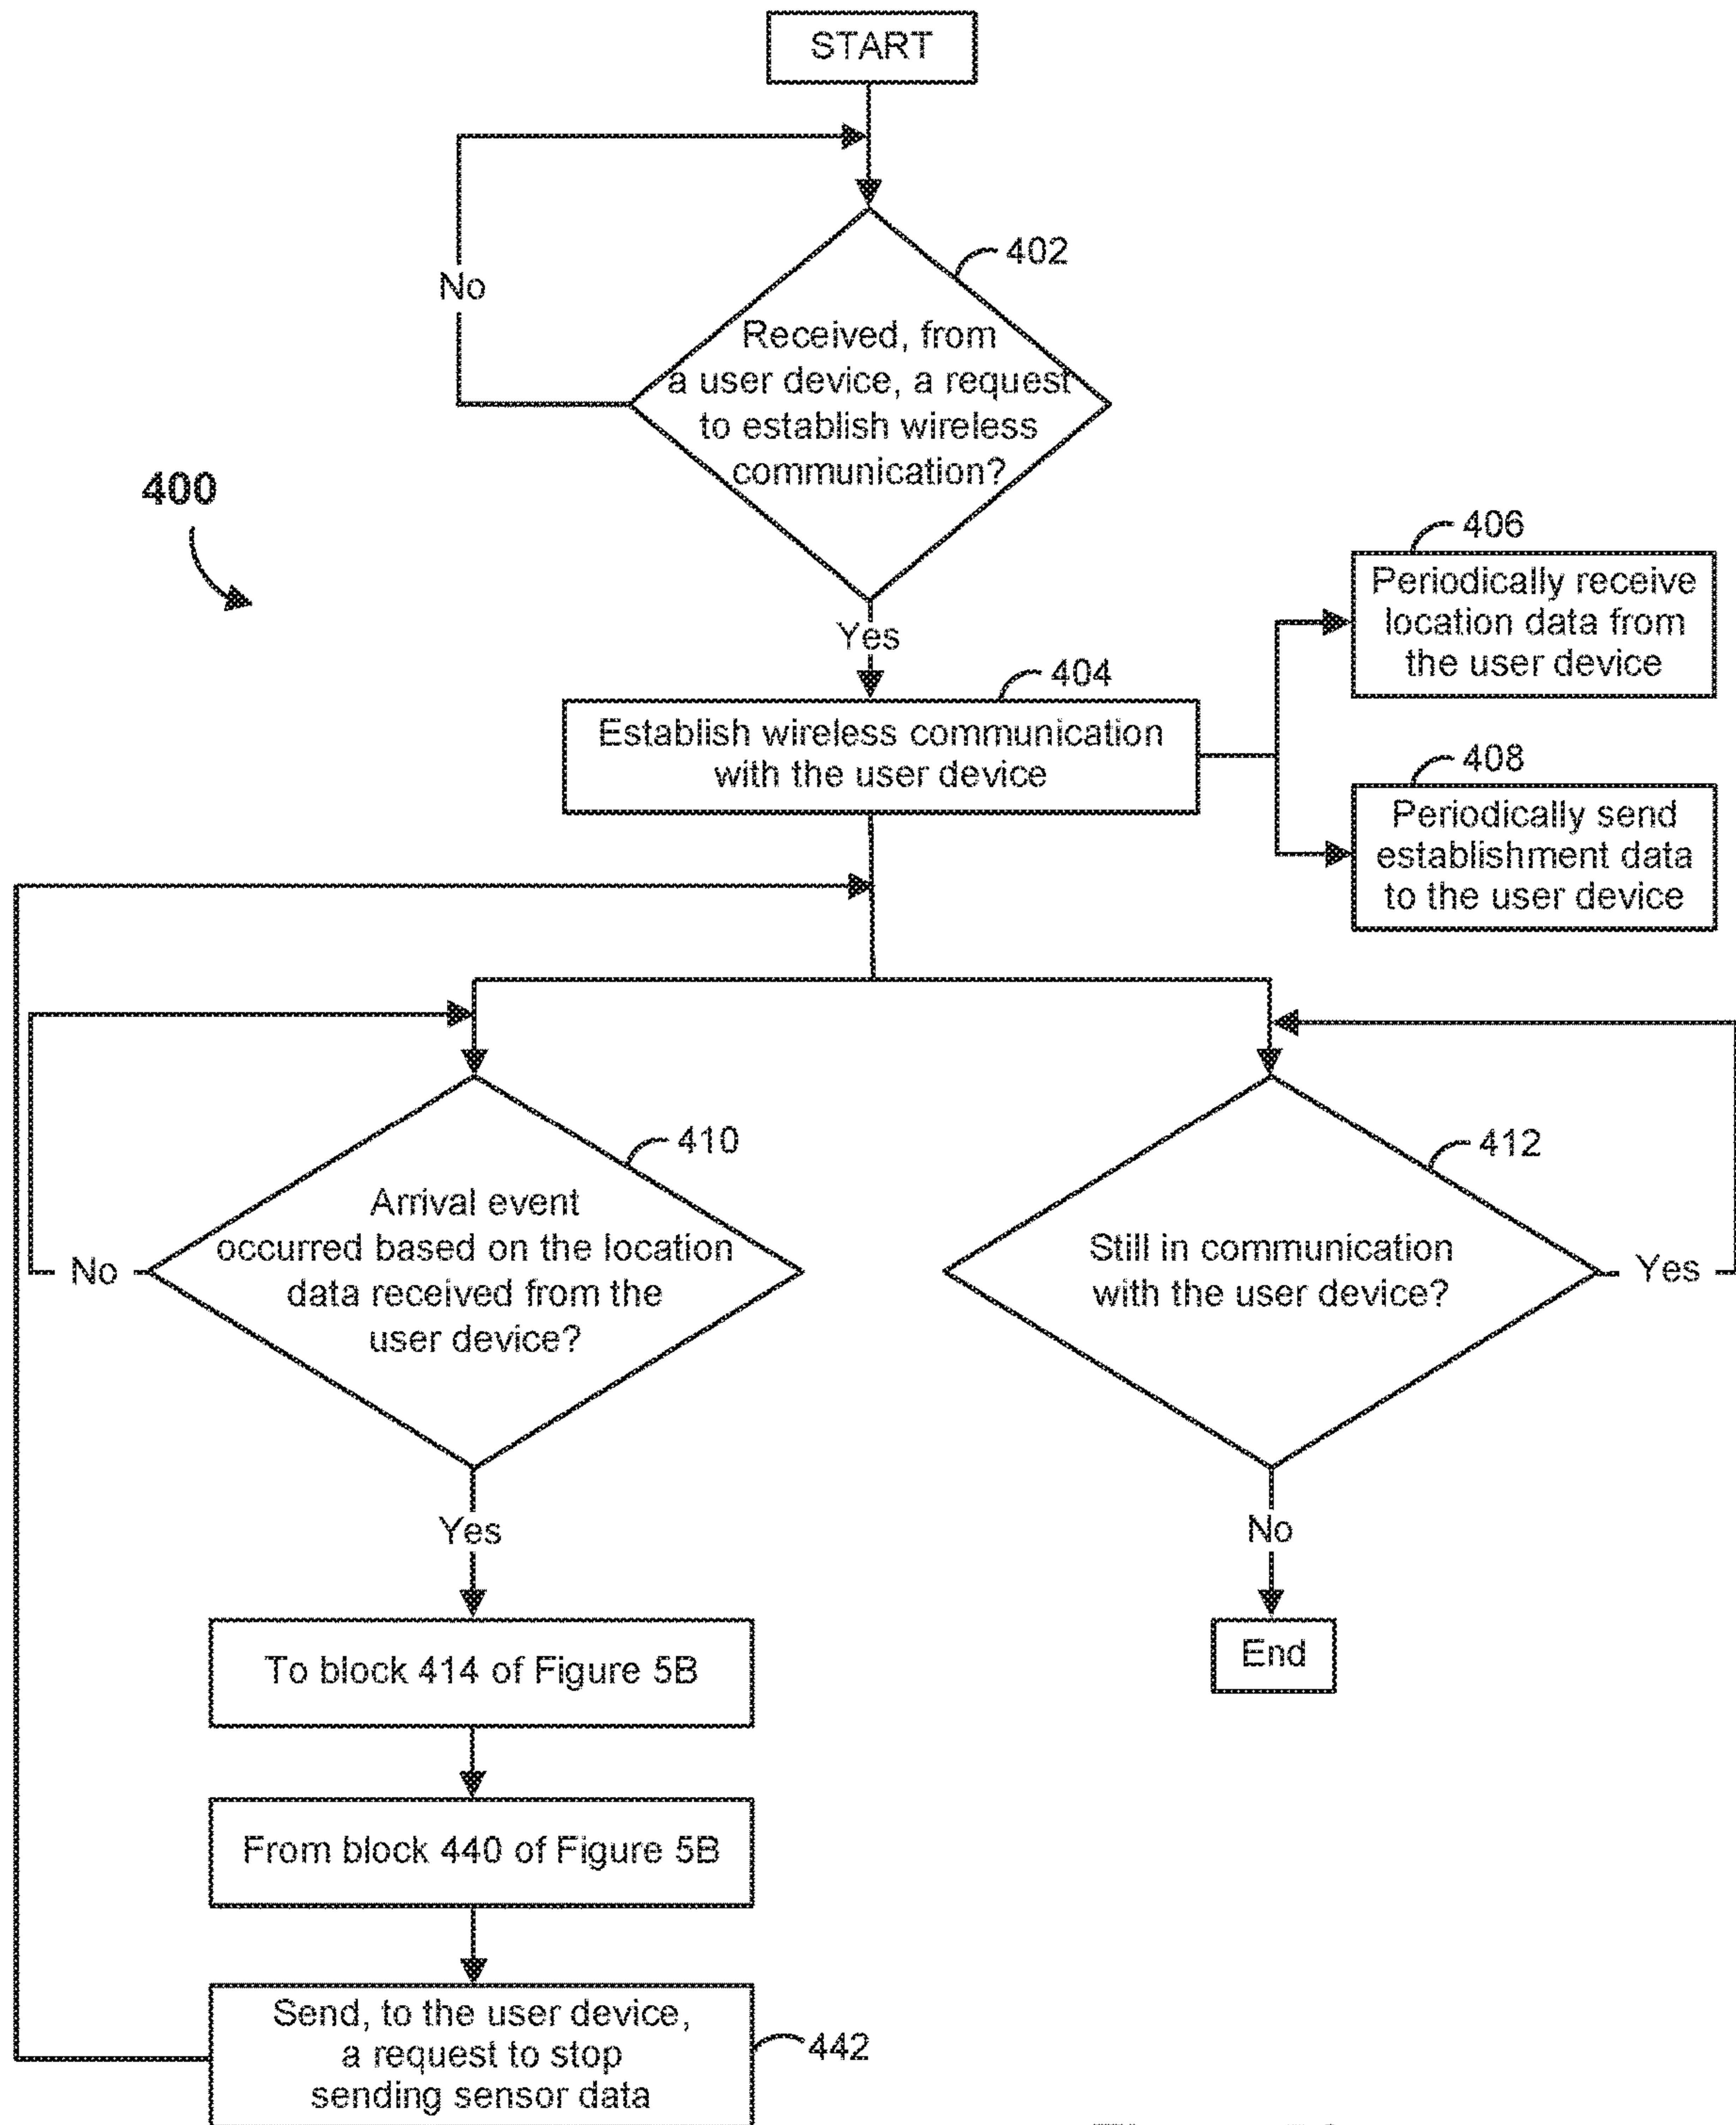 START
402
No
Received, from
a user device, a request
to establish wireless
communication?
400
Yes
406
Periodically receive
location data from
the user device
404
Establish wireless communication
with the user device
408
Periodically send
establishment data
to the user device
410
Arrival event
occurred based on the location
data received from the
user device?
No
412
Still in communication
with the user device?
Yes
Yes
No
To block 414 of Figure 5B
End
From block 440 of Figure 5B
Send, to the user device,
a request to stop
sending sensor data
442